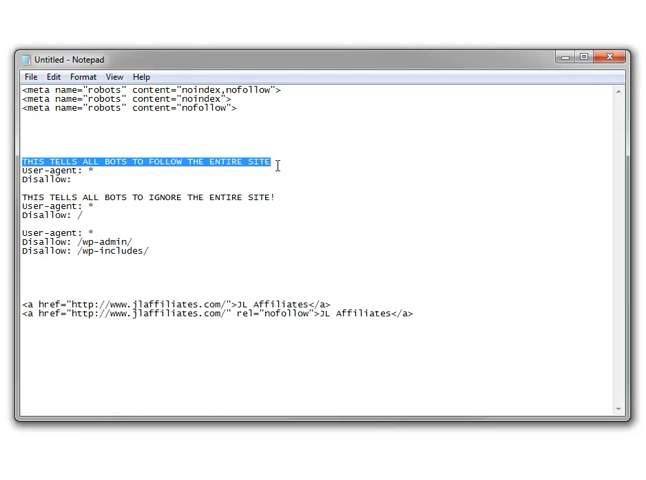 Untitled - Notepad
File Edit Format View Help
<meta name="robots" content="noindex,nofollow">
<meta name="robots" content="noindex">
<meta name="robots" content="nofollow">
THIS TELLS ALL BOTS TO FOLLOW THE ENTIRE SITE
User-agent: *
Disallow:
THIS TELLS ALL BOTS TO IGNORE THE ENTIRE SITE!
User-agent: *
Disallow: /
User-agent: *
Disallow: /wp-admin/
Disallow: /wp-includes/
<a href="http://www.jlaffiliates.com/">JL Affiliates</a>
<a href="http://www.jlaffiliates.com/" rel="nofollow">JL Affiliates</a>